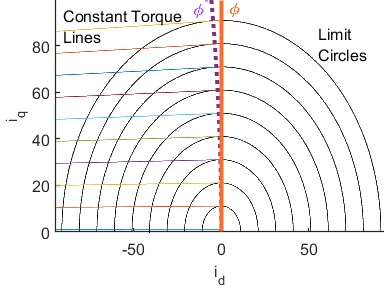 Constant Torque
Lines
ϕ* ϕ
Limit
Circles
80
60
40
20
0
i_q
-50 0 50
i_d